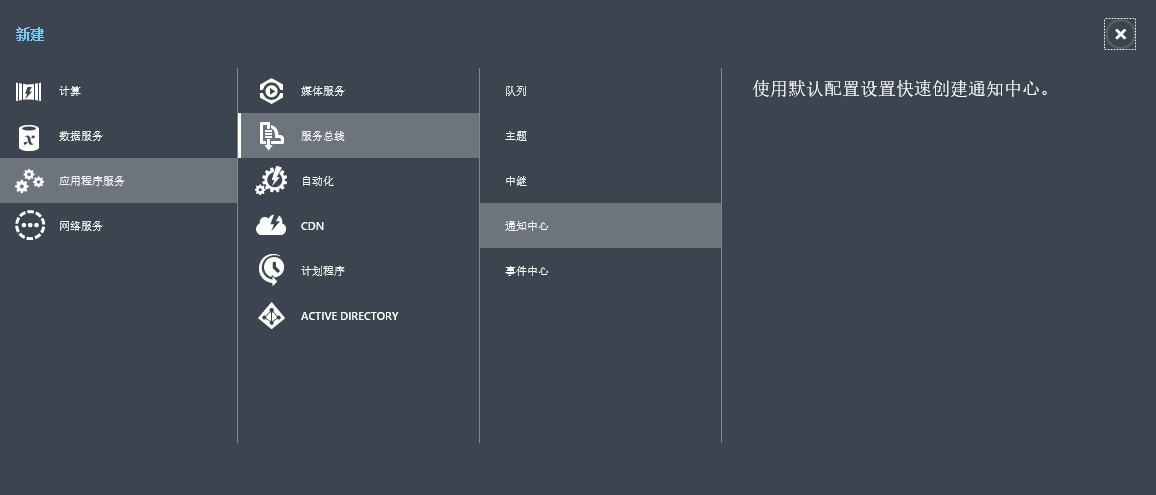 新建
计算
数据服务
应用程序服务
网络服务
媒体服务
服务总线
自动化
CDN
计划程序
ACTIVE DIRECTORY
队列
主题
中继
通知中心
事件中心
使用默认配置设置快速创建通知中心。